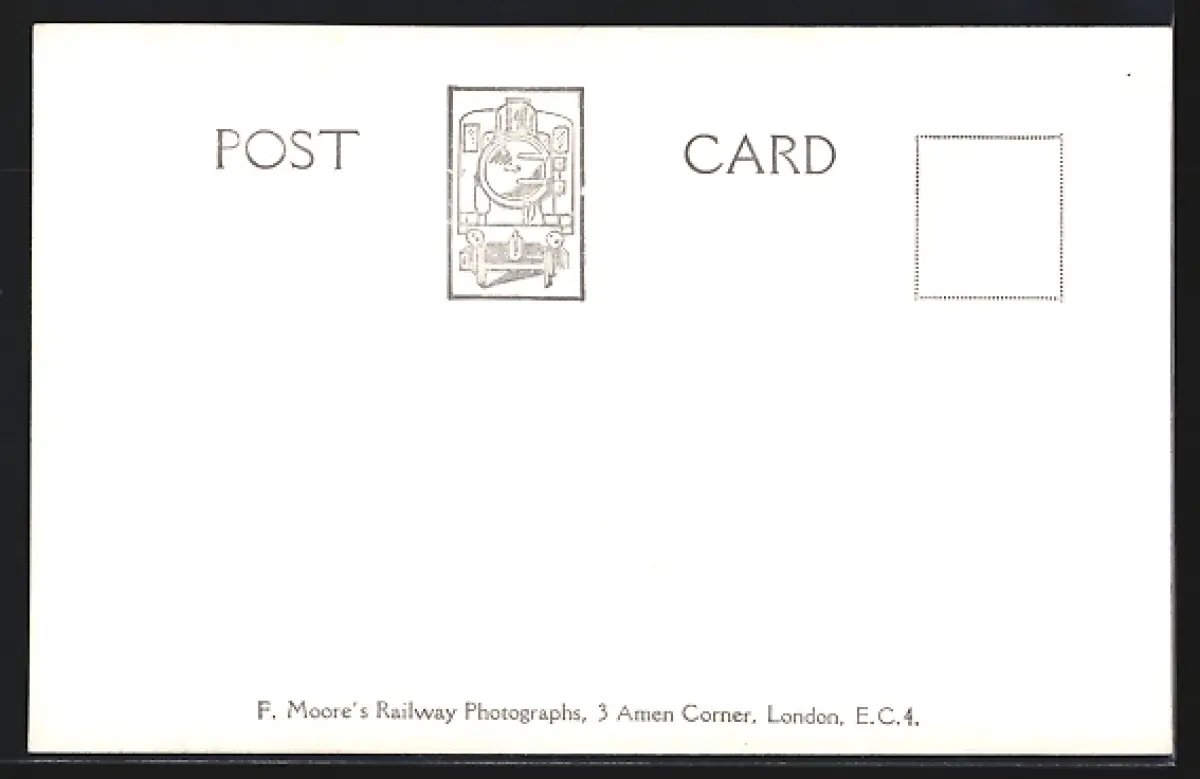 POST CARD
F. Moore's Railway Photographs, 3 Amen Corner, London, E.C.4.